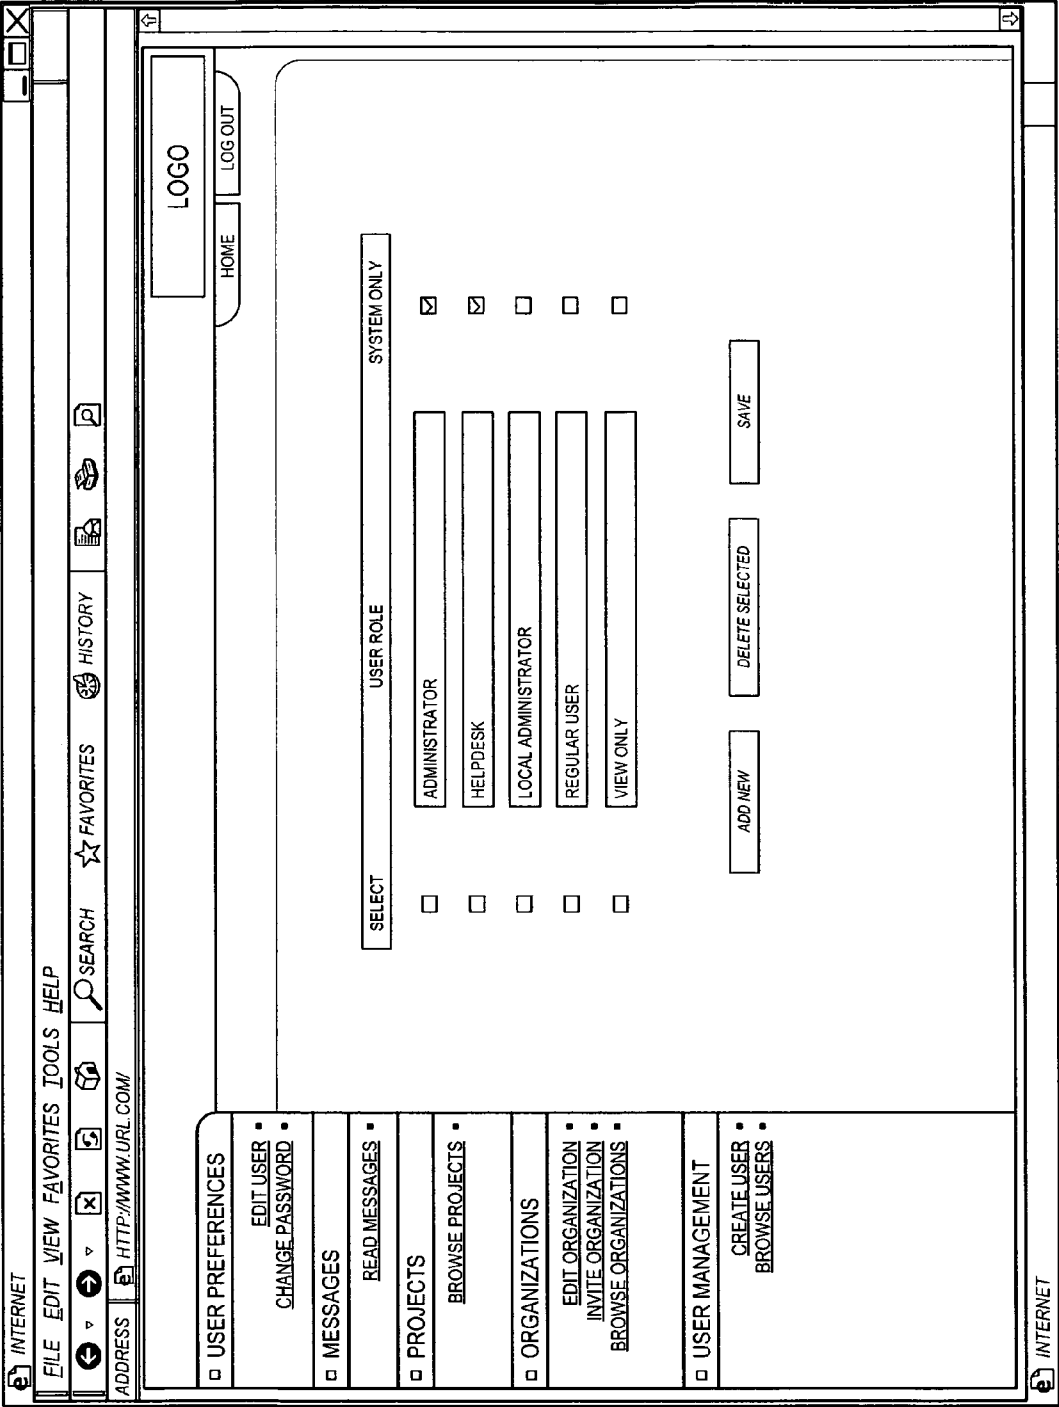 INTERNET
FILE EDIT VIEW FAVORITES TOOLS HELP
SEARCH FAVORITES HISTORY
ADDRESS HTTP://WWW.URL.COM/
LOGO
HOME LOG OUT
USER PREFERENCES
EDIT USER
CHANGE PASSWORD
MESSAGES
READ MESSAGES
PROJECTS
BROWSE PROJECTS
ORGANIZATIONS
EDIT ORGANIZATION
INVITE ORGANIZATION
BROWSE ORGANIZATIONS
USER MANAGEMENT
CREATE USER
BROWSE USERS
SELECT USER ROLE SYSTEM ONLY
ADMINISTRATOR
HELPDESK
LOCAL ADMINISTRATOR
REGULAR USER
VIEW ONLY
ADD NEW DELETE SELECTED SAVE
INTERNET